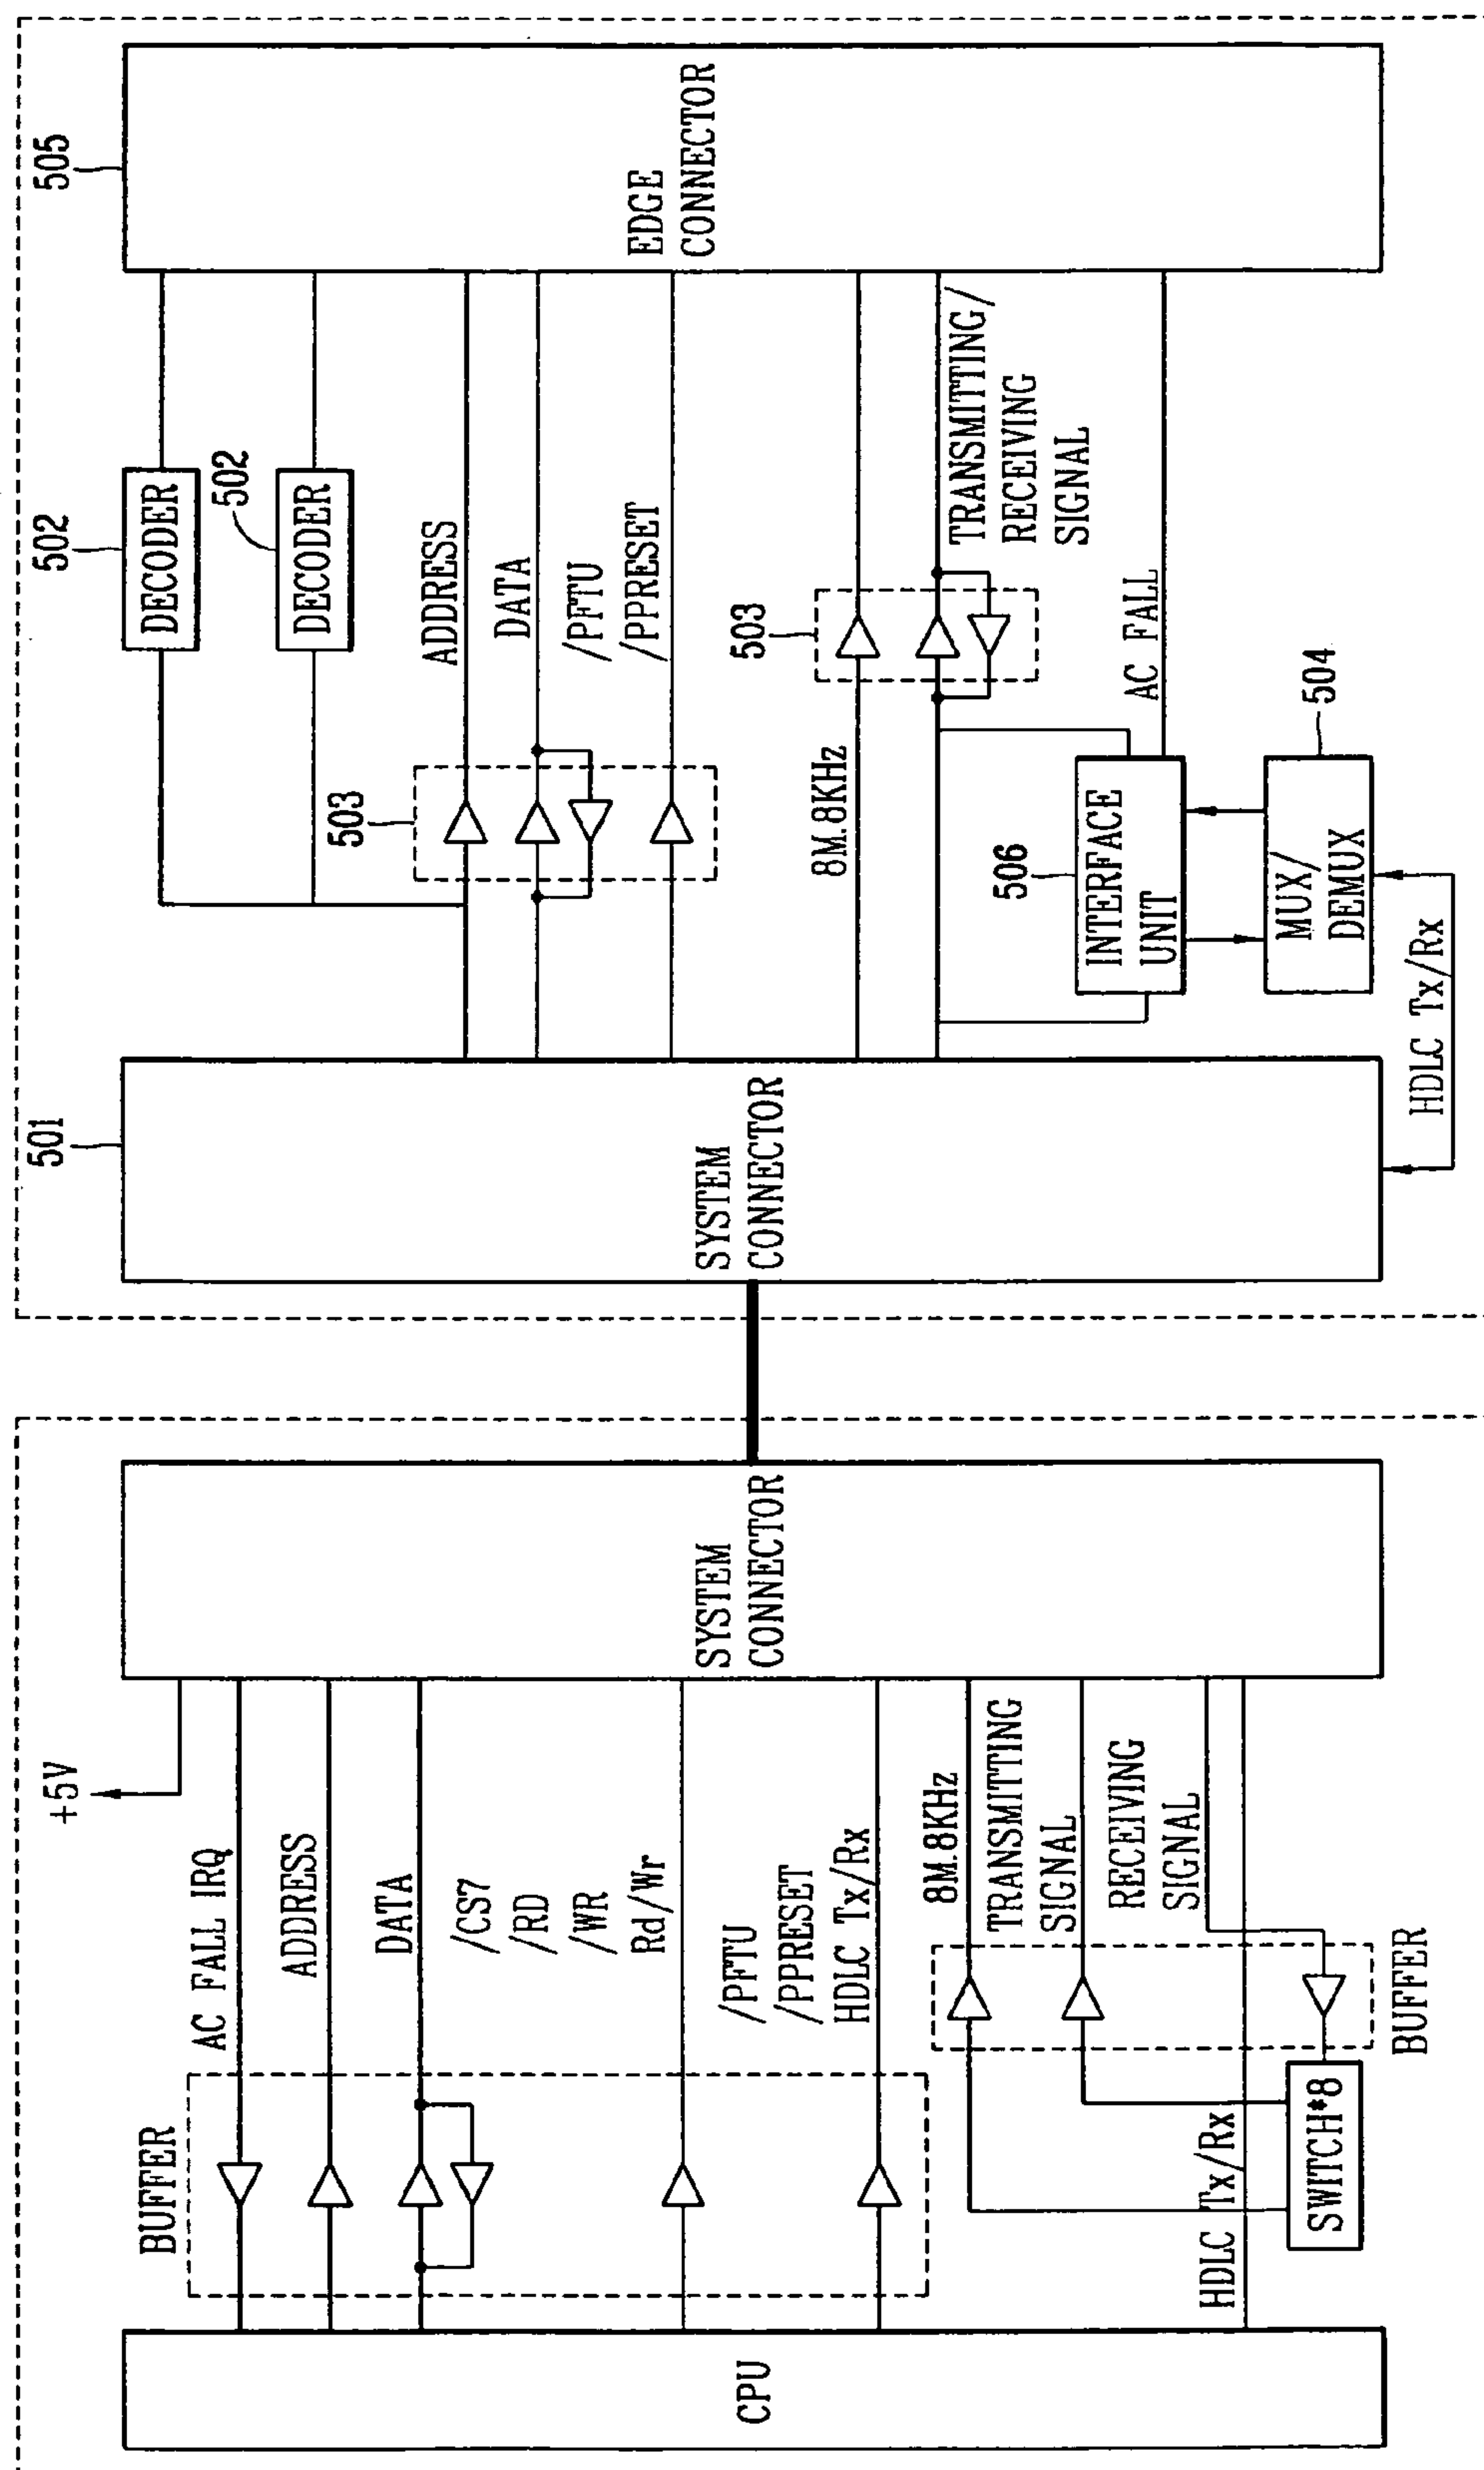 CPU
BUFFER
AC FALL IRQ
ADDRESS
DATA
/CS7
/RD
/WR
Rd/Wr
/PFTU
/PPRESET
HDLC Tx/Rx
+5V
8M.8KHz
TRANSMITTING
SIGNAL
RECEIVING
SIGNAL
BUFFER
HDLC Tx/Rx
SWITCH*8
SYSTEM
CONNECTOR
501
SYSTEM
CONNECTOR
502
DECODER
502
DECODER
ADDRESS
DATA
/PFTU
/PPRESET
503
8M.8KHz
503
TRANSMITTING/
RECEIVING
SIGNAL
AC FALL
506
INTERFACE
UNIT
504
MUX/
DEMUX
HDLC Tx/Rx
505
EDGE
CONNECTOR